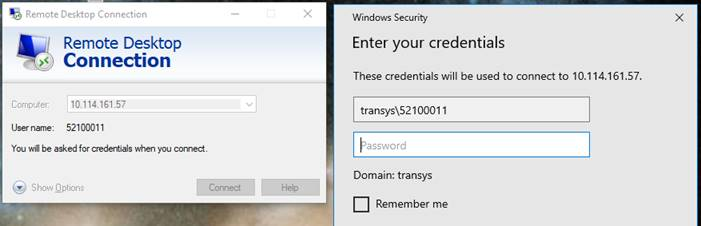 Remote Desktop Connection
Remote Desktop
Connection
Computer:
10.114.161.57
User name:
52100011
You will be asked for credentials when you connect.
Show Options
Connect
Help
Windows Security
Enter your credentials
These credentials will be used to connect to 10.114.161.57.
transys\52100011
Password
Domain: transys
Remember me